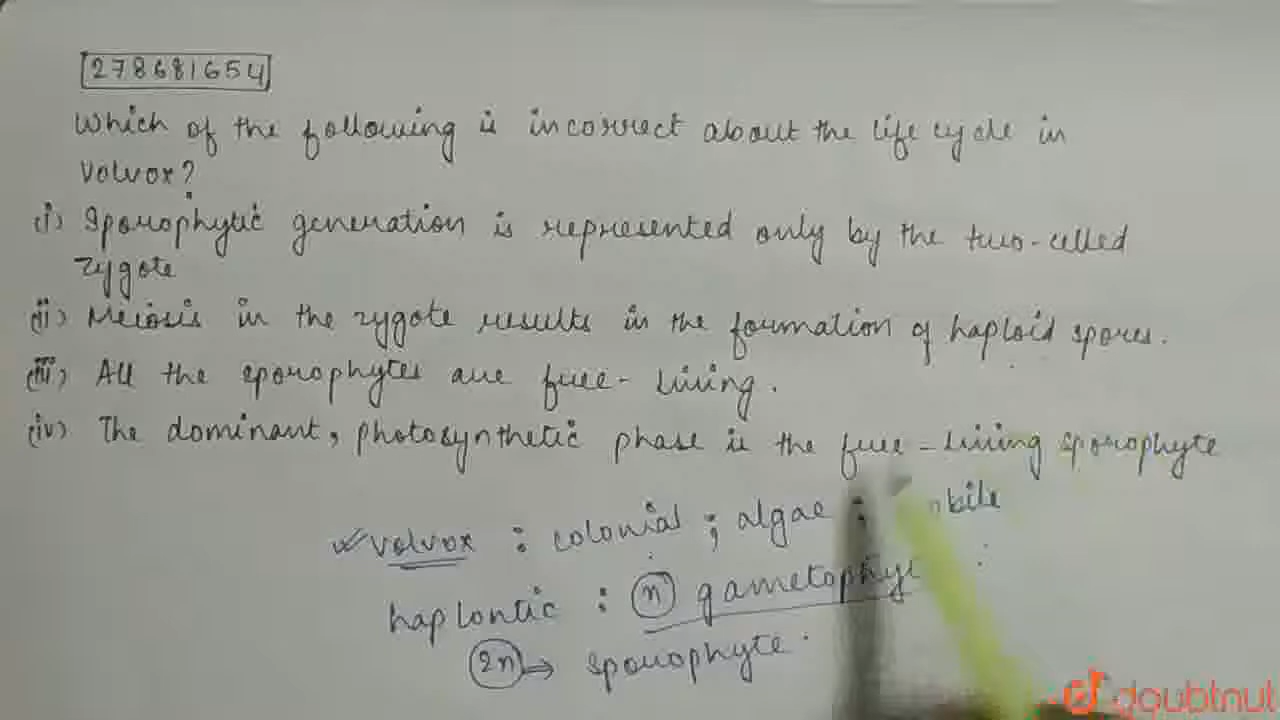 278681654
Which of the following is incorrect about the life cycle in
Volvox?
(i) Sporophytic generation is represented only by the two-celled
zygote
(ii) Meiosis in the zygote results in the formation of haploid spores.
(iii) All the sporophytes are free-living.
(iv) The dominant, photosynthetic phase is the free-living sporophyte
Volvox : colonial ; algae ;
haplontic : n gametophy
2n → sporophyte.
doubtnut